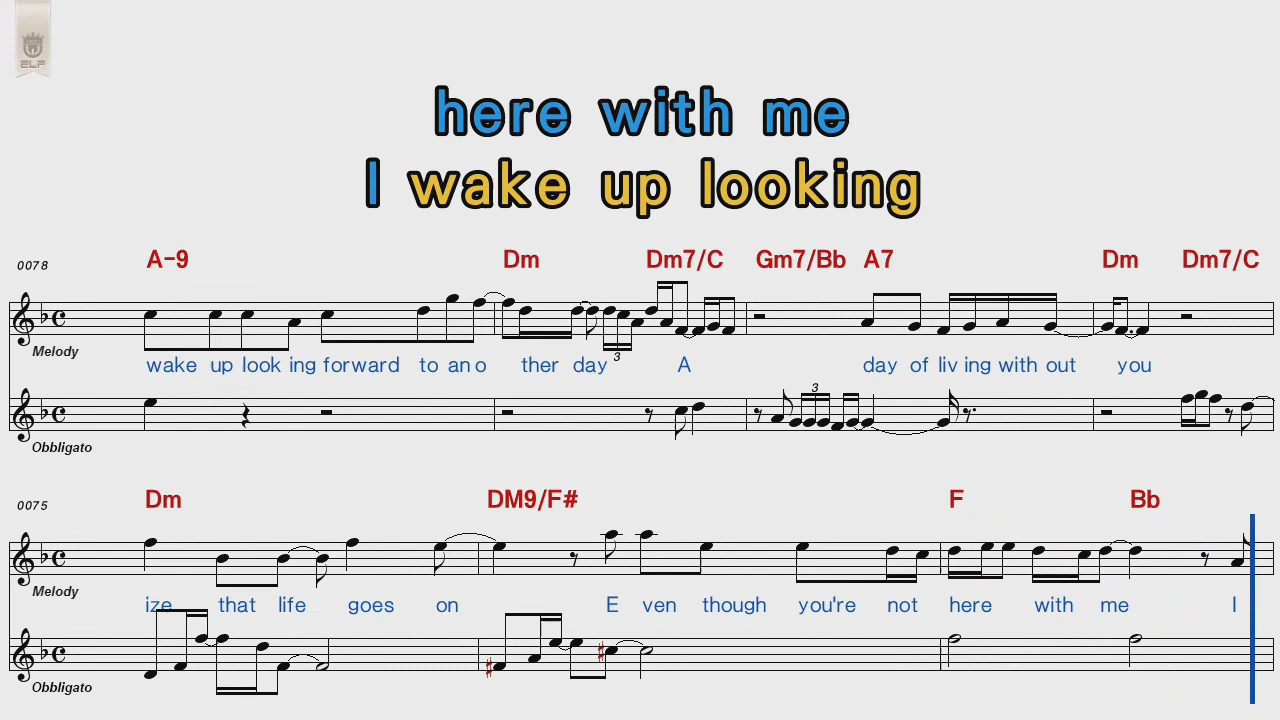 ELF
here with me
I wake up looking
0078
A-9 Dm Dm7/C Gm7/Bb A7 Dm Dm7/C
3
3
Melody
wake up look ing forward to an o ther day A day of liv ing with out you
Obbligato
0075
Dm DM9/F# F Bb
Melody
ize that life goes on E ven though you're not here with me I
Obbligato